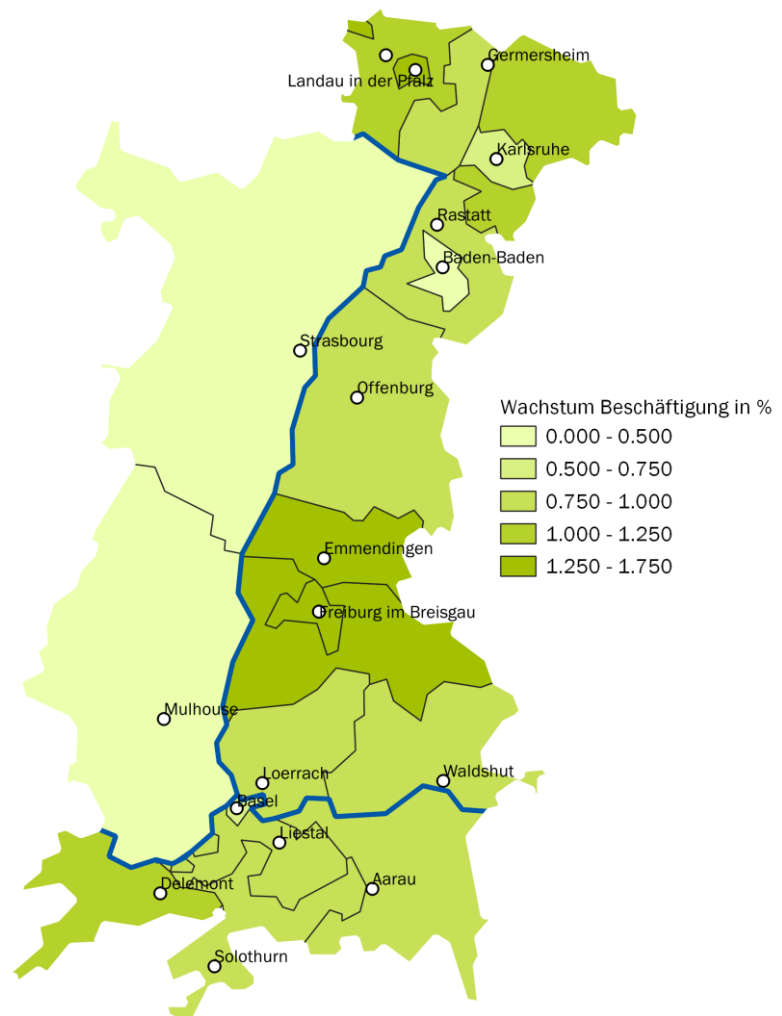 Germersheim
Landau in der Pfalz
Karlsruhe
Rastatt
Baden-Baden
Strasbourg
Offenburg
Wachstum Beschäftigung in %
0.000 - 0.500
0.500 - 0.750
0.750 - 1.000
1.000 - 1.250
1.250 - 1.750
Emmendingen
Freiburg im Breisgau
Mulhouse
Loerrach
Waldshut
Basel
Liestal
Delemont
Aarau
Solothurn